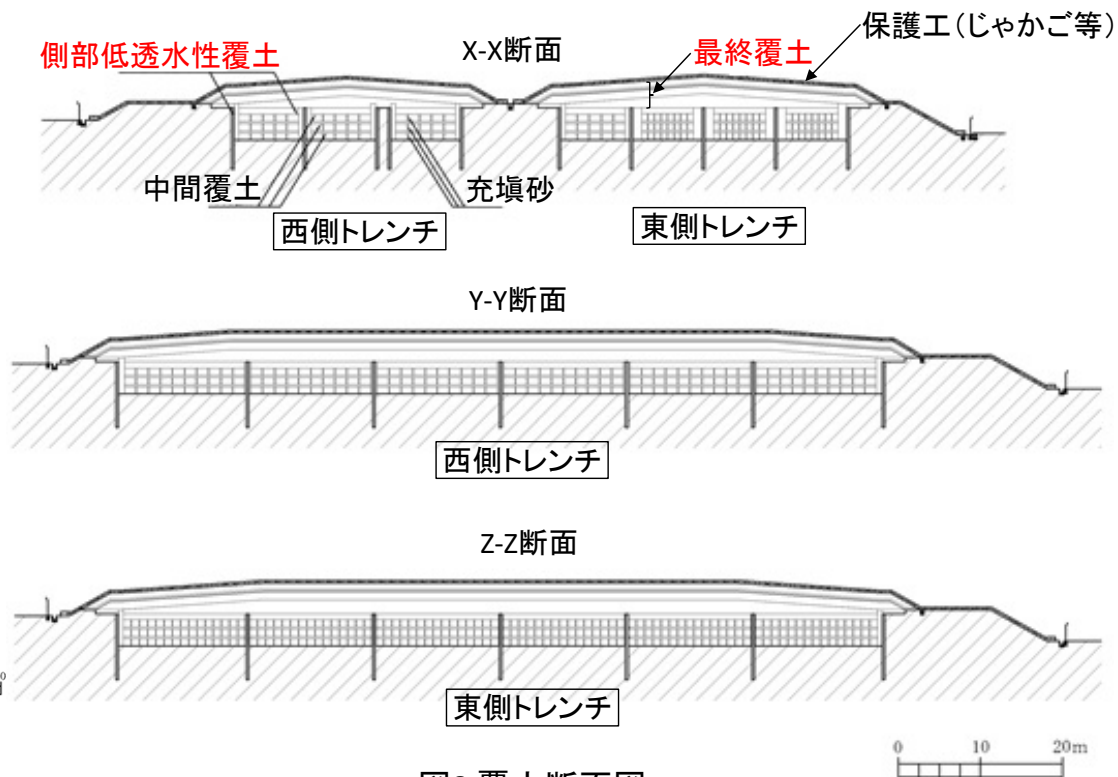 X-X断面
保護工(じゃかご等)
側部低透水性覆土
最終覆土
中間覆土
充塡砂
西側トレンチ
東側トレンチ
Y-Y断面
西側トレンチ
Z-Z断面
東側トレンチ
0 10 20m